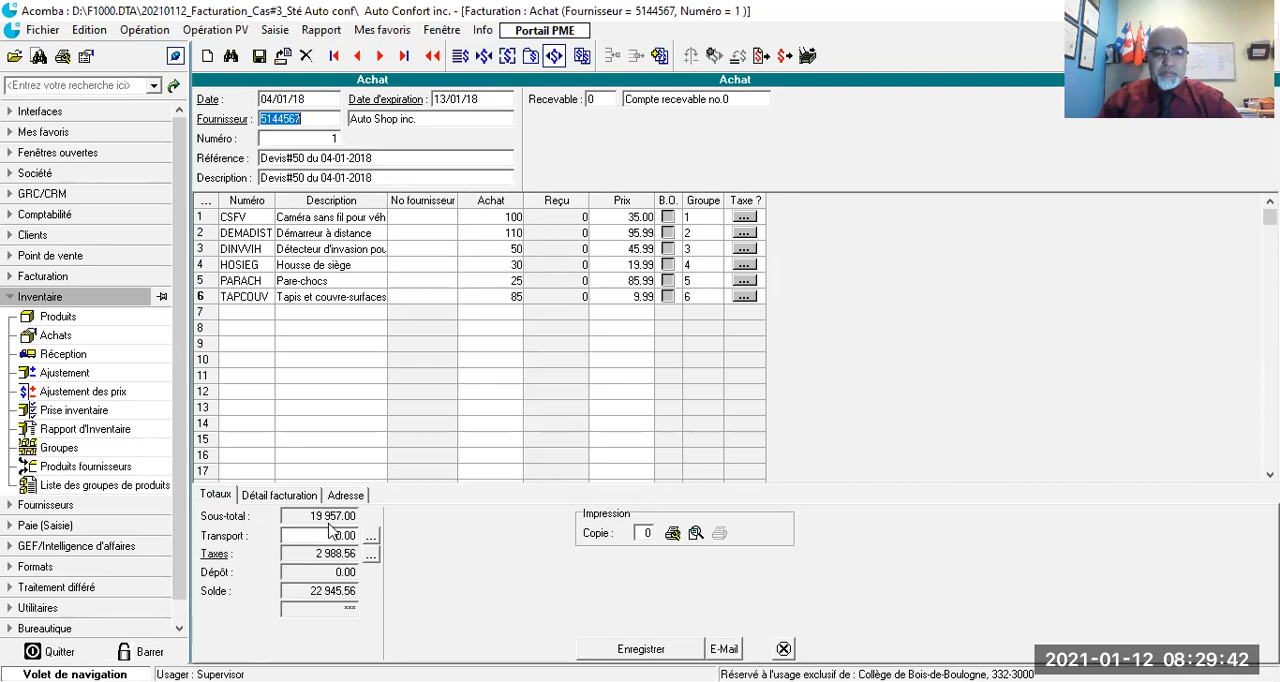 Acomba : D:\F1000.DTA\20210112_Facturation_Cas#3_Sté Auto conf\ Auto Confort inc. - [Facturation : Achat (Fournisseur = 5144567, Numéro = 1 )]
Fichier Edition Opération Opération PV Saisie Rapport Mes favoris Fenêtre Info Portail PME
<Entrez votre recherche ici>
Achat Achat
Date : 04/01/18 Date d'expiration : 13/01/18 Recevable : 0 Compte recevable no.0
Fournisseur : 5144567 Auto Shop inc.
Numéro : 1
Référence : Devis#50 du 04-01-2018
Description : Devis#50 du 04-01-2018
... Numéro Description No fournisseur Achat Reçu Prix B.O. Groupe Taxe ?
1 CSFV Caméra sans fil pour véh 100 0 35.00 1 ...
2 DEMADIST Démarreur à distance 110 0 95.99 2 ...
3 DINVVIH Détecteur d'invasion pou 50 0 45.99 3 ...
4 HOSIEG Housse de siège 30 0 19.99 4 ...
5 PARACH Pare-chocs 25 0 85.99 5 ...
6 TAPCOUV Tapis et couvre-surfaces 85 0 9.99 6 ...
7
8
9
10
11
12
13
14
15
16
17
Interfaces
Mes favoris
Fenêtres ouvertes
Société
GRC/CRM
Comptabilité
Clients
Point de vente
Facturation
Inventaire
Produits
Achats
Réception
Ajustement
Ajustement des prix
Prise inventaire
Rapport d'Inventaire
Groupes
Produits fournisseurs
Liste des groupes de produits
Fournisseurs
Paie (Saisie)
GEF/Intelligence d'affaires
Formats
Traitement différé
Utilitaires
Bureautique
Quitter Barrer
Totaux Détail facturation Adresse
Sous-total : 19 957.00
Transport : 0.00 ...
Taxes : 2 988.56 ...
Dépôt : 0.00
Solde : 22 945.56
***
Impression
Copie : 0
Enregistrer E-Mail
2021-01-12 08:29:42
Volet de navigation Usager : Supervisor Réservé à l'usage exclusif de : Collège de Bois-de-Boulogne, 332-3000